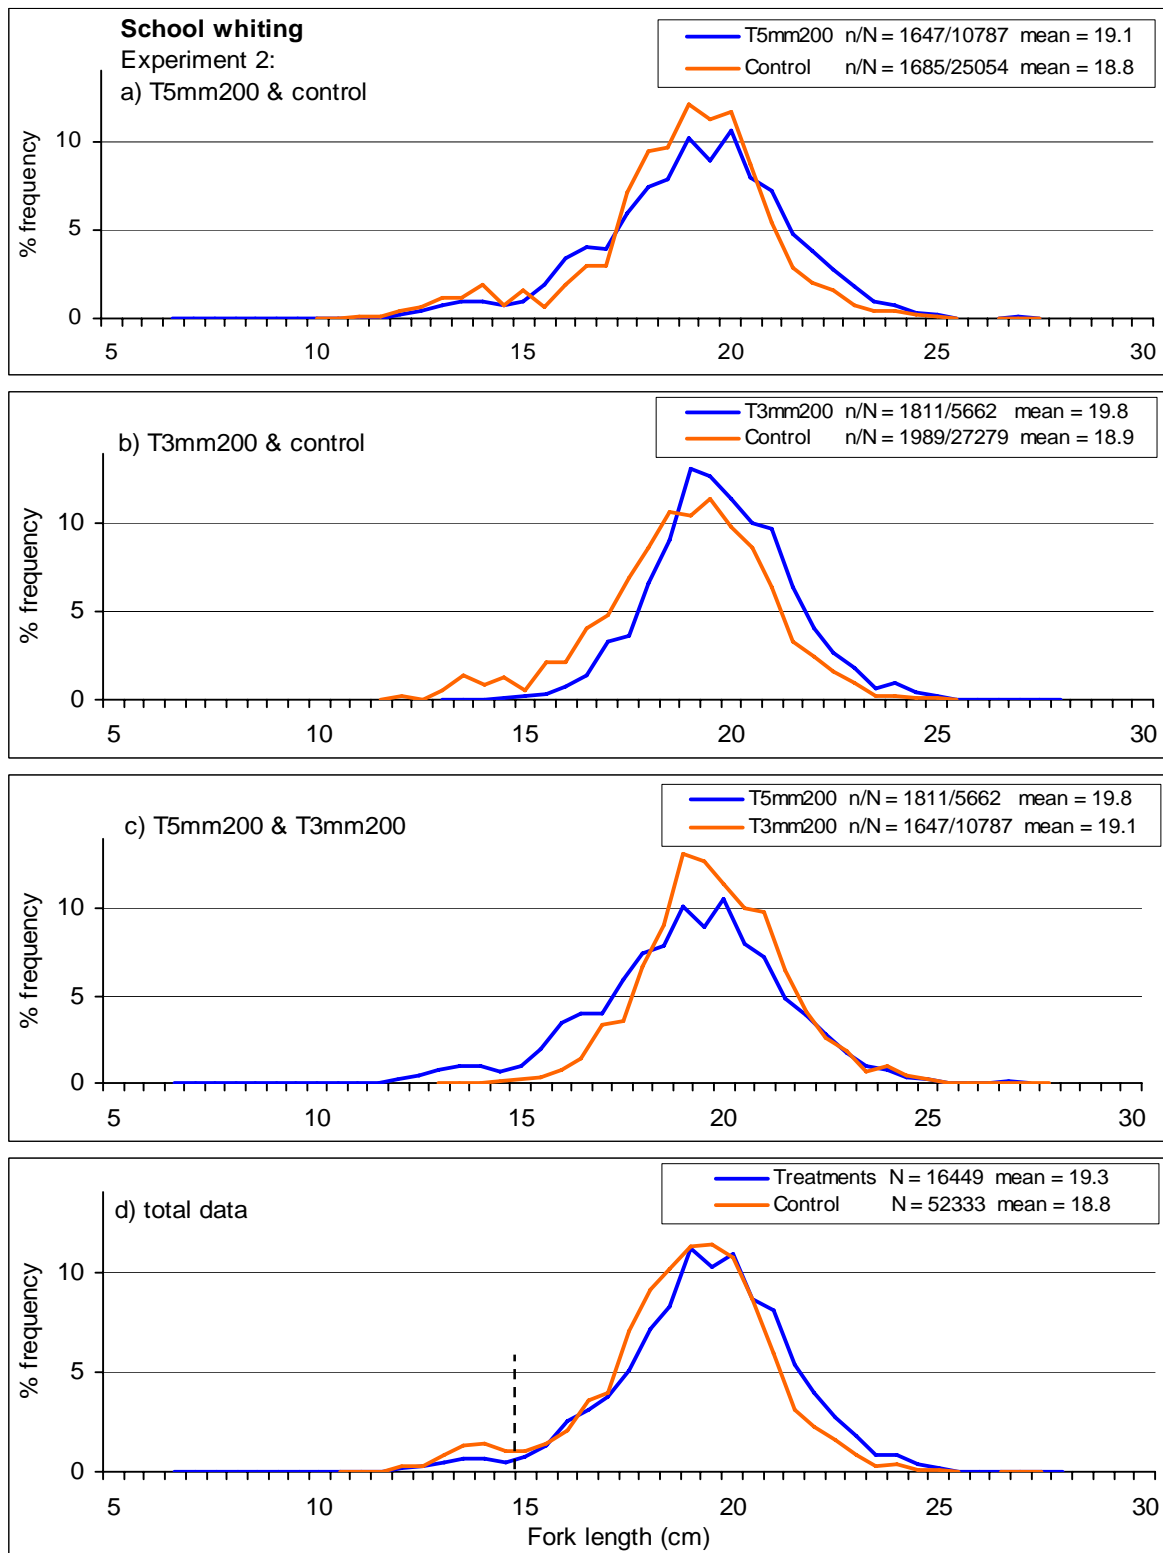 School whiting
Experiment 2:
a) T5mm200 & control
T5mm200 n/N = 1647/10787 mean = 19.1
Control n/N = 1685/25054 mean = 18.8
% frequency
10
5
0
5 10 15 20 25 30
b) T3mm200 & control
T3mm200 n/N = 1811/5662 mean = 19.8
Control n/N = 1989/27279 mean = 18.9
% frequency
10
5
0
5 10 15 20 25 30
c) T5mm200 & T3mm200
T5mm200 n/N = 1811/5662 mean = 19.8
T3mm200 n/N = 1647/10787 mean = 19.1
% frequency
10
5
0
5 10 15 20 25 30
d) total data
Treatments N = 16449 mean = 19.3
Control N = 52333 mean = 18.8
% frequency
10
5
0
5 10 15 20 25 30
Fork length (cm)